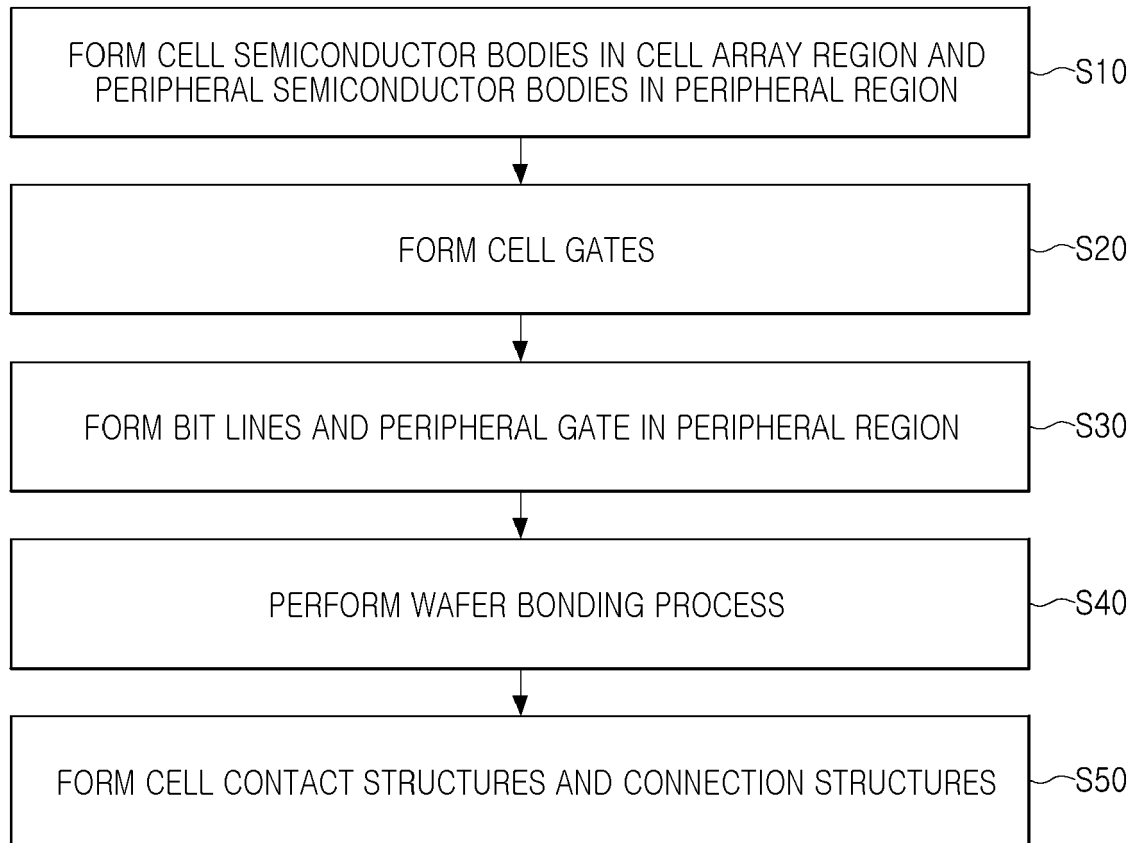 FORM CELL SEMICONDUCTOR BODIES IN CELL ARRAY REGION AND
PERIPHERAL SEMICONDUCTOR BODIES IN PERIPHERAL REGION
S10
FORM CELL GATES
S20
FORM BIT LINES AND PERIPHERAL GATE IN PERIPHERAL REGION
S30
PERFORM WAFER BONDING PROCESS
S40
FORM CELL CONTACT STRUCTURES AND CONNECTION STRUCTURES
S50